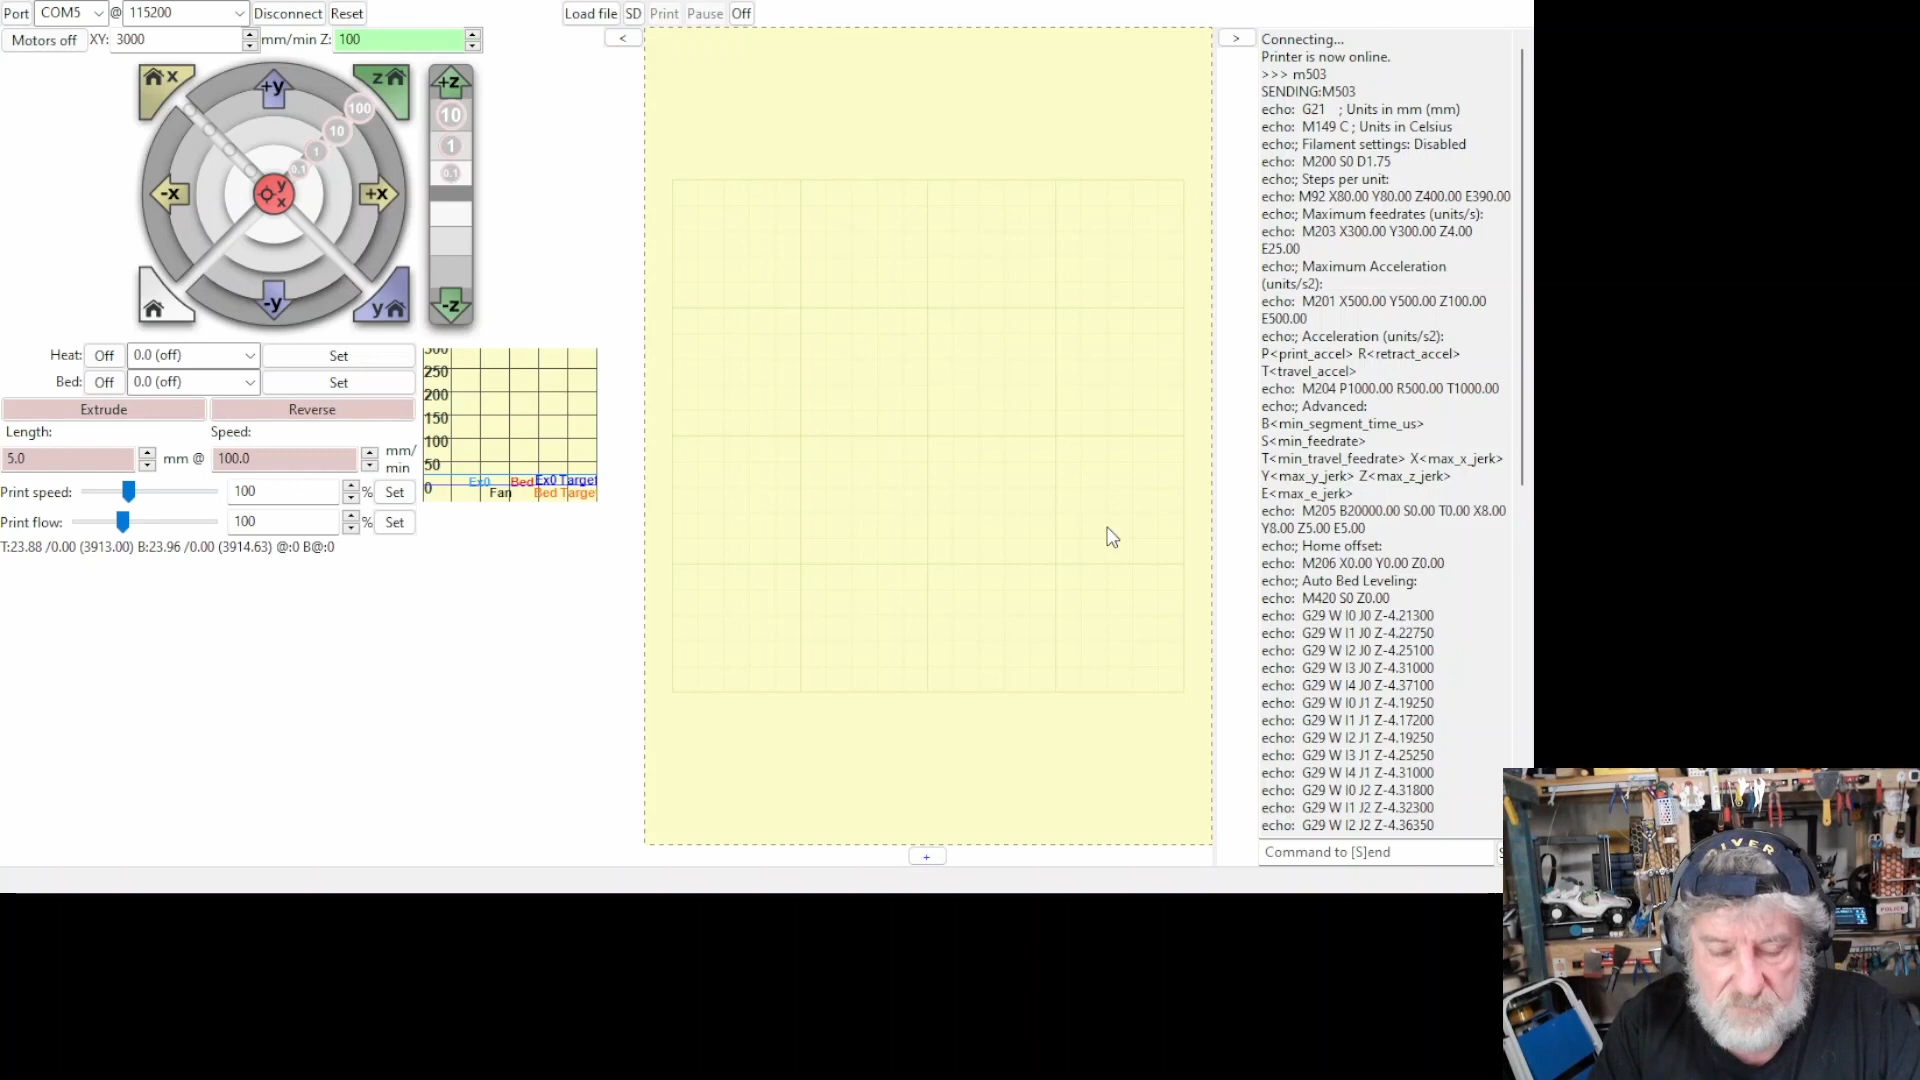 Port COM5 @ 115200 Disconnect Reset
Load file SD Print Pause Off
Motors off XY: 3000 mm/min Z: 100
< >
x z
+y +z
100 10 1 0.1
10
1
0.1
-x y x +x
-y -z
y
Heat: Off 0.0 (off) Set
Bed: Off 0.0 (off) Set
Extrude Reverse
Length: Speed:
5.0 mm @ 100.0 mm/
min
Print speed: 100 % Set
Print flow: 100 % Set
T:23.88 /0.00 (3913.00) B:23.96 /0.00 (3914.63) @:0 B@:0
300
250
200
150
100
50
0
Ex0 Bed Ex0 Target
Fan Bed Targe
+
Connecting...
Printer is now online.
>>> m503
SENDING:M503
echo: G21 ; Units in mm (mm)
echo: M149 C ; Units in Celsius
echo:; Filament settings: Disabled
echo: M200 S0 D1.75
echo:; Steps per unit:
echo: M92 X80.00 Y80.00 Z400.00 E390.00
echo:; Maximum feedrates (units/s):
echo: M203 X300.00 Y300.00 Z4.00
E25.00
echo:; Maximum Acceleration
(units/s2):
echo: M201 X500.00 Y500.00 Z100.00
E500.00
echo:; Acceleration (units/s2):
P<print_accel> R<retract_accel>
T<travel_accel>
echo: M204 P1000.00 R500.00 T1000.00
echo:; Advanced:
B<min_segment_time_us>
S<min_feedrate>
T<min_travel_feedrate> X<max_x_jerk>
Y<max_y_jerk> Z<max_z_jerk>
E<max_e_jerk>
echo: M205 B20000.00 S0.00 T0.00 X8.00
Y8.00 Z5.00 E5.00
echo:; Home offset:
echo: M206 X0.00 Y0.00 Z0.00
echo:; Auto Bed Leveling:
echo: M420 S0 Z0.00
echo: G29 W I0 J0 Z-4.21300
echo: G29 W I1 J0 Z-4.22750
echo: G29 W I2 J0 Z-4.25100
echo: G29 W I3 J0 Z-4.31000
echo: G29 W I4 J0 Z-4.37100
echo: G29 W I0 J1 Z-4.19250
echo: G29 W I1 J1 Z-4.17200
echo: G29 W I2 J1 Z-4.19250
echo: G29 W I3 J1 Z-4.25250
echo: G29 W I4 J1 Z-4.31000
echo: G29 W I0 J2 Z-4.31800
echo: G29 W I1 J2 Z-4.32300
echo: G29 W I2 J2 Z-4.36350
Command to [S]end
IVER
POLICE